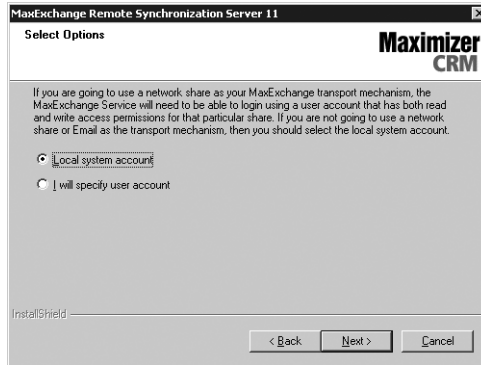 MaxExchange Remote Synchronization Server 11
Select Options
Maximizer
CRM
If you are going to use a network share as your MaxExchange transport mechanism, the
MaxExchange Service will need to be able to login using a user account that has both read
and write access permissions for that particular share. If you are not going to use a network
share or Email as the transport mechanism, then you should select the local system account.
Local system account
I will specify user account
InstallShield
< Back Next > Cancel